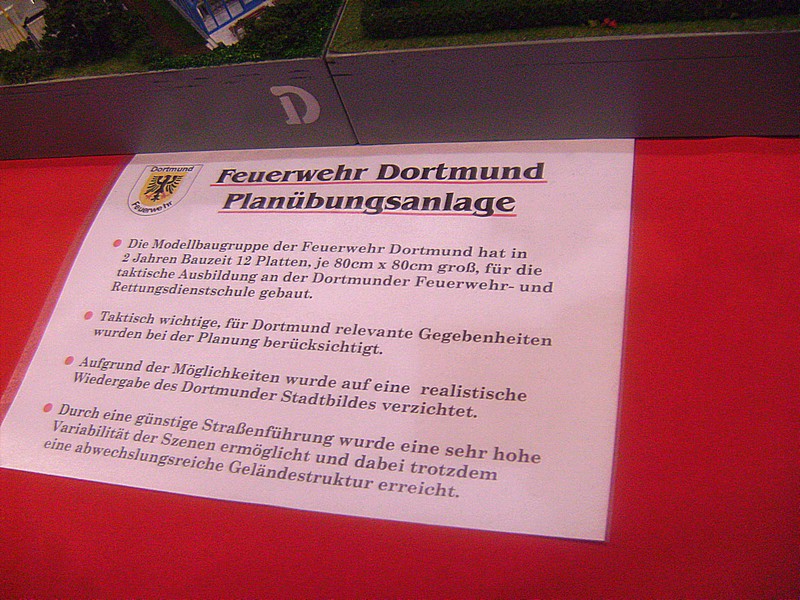 D
Dortmund
Feuerwehr
Feuerwehr Dortmund
Planübungsanlage
Die Modellbaugruppe der Feuerwehr Dortmund hat in
2 Jahren Bauzeit 12 Platten, je 80cm x 80cm groß, für die
taktische Ausbildung an der Dortmunder Feuerwehr- und
Rettungsdienstschule gebaut.
Taktisch wichtige, für Dortmund relevante Gegebenheiten
wurden bei der Planung berücksichtigt.
Aufgrund der Möglichkeiten wurde auf eine realistische
Wiedergabe des Dortmunder Stadtbildes verzichtet.
Durch eine günstige Straßenführung wurde eine sehr hohe
Variabilität der Szenen ermöglicht und dabei trotzdem
eine abwechslungsreiche Geländestruktur erreicht.